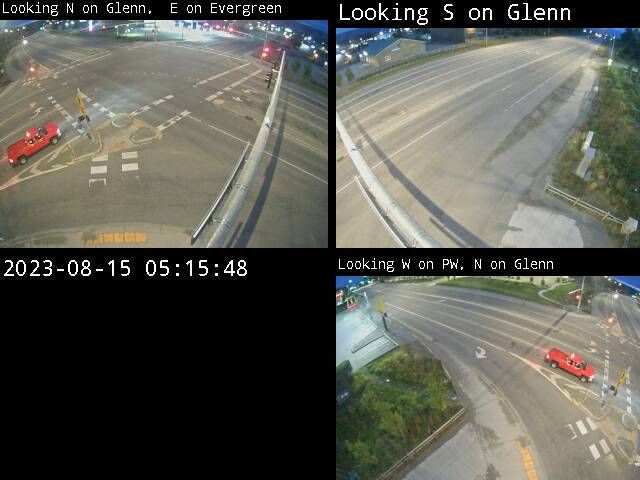 Looking N on Glenn,  E on Evergreen
Looking S on Glenn
2023-08-15 05:15:48
Looking W on PW, N on Glenn